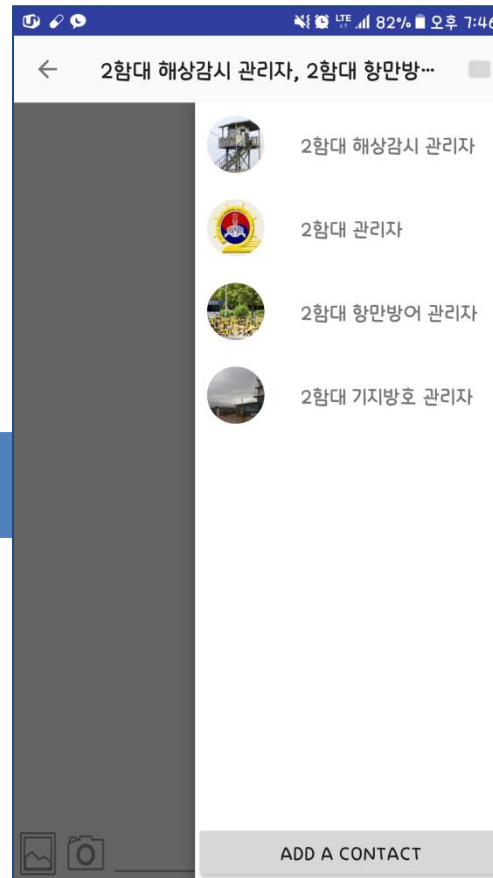 LTE 82% 오후 7:46
2함대 해상감시 관리자, 2함대 항만방…
2함대 해상감시 관리자
2함대 관리자
2함대 항만방어 관리자
2함대 기지방호 관리자
ADD A CONTACT